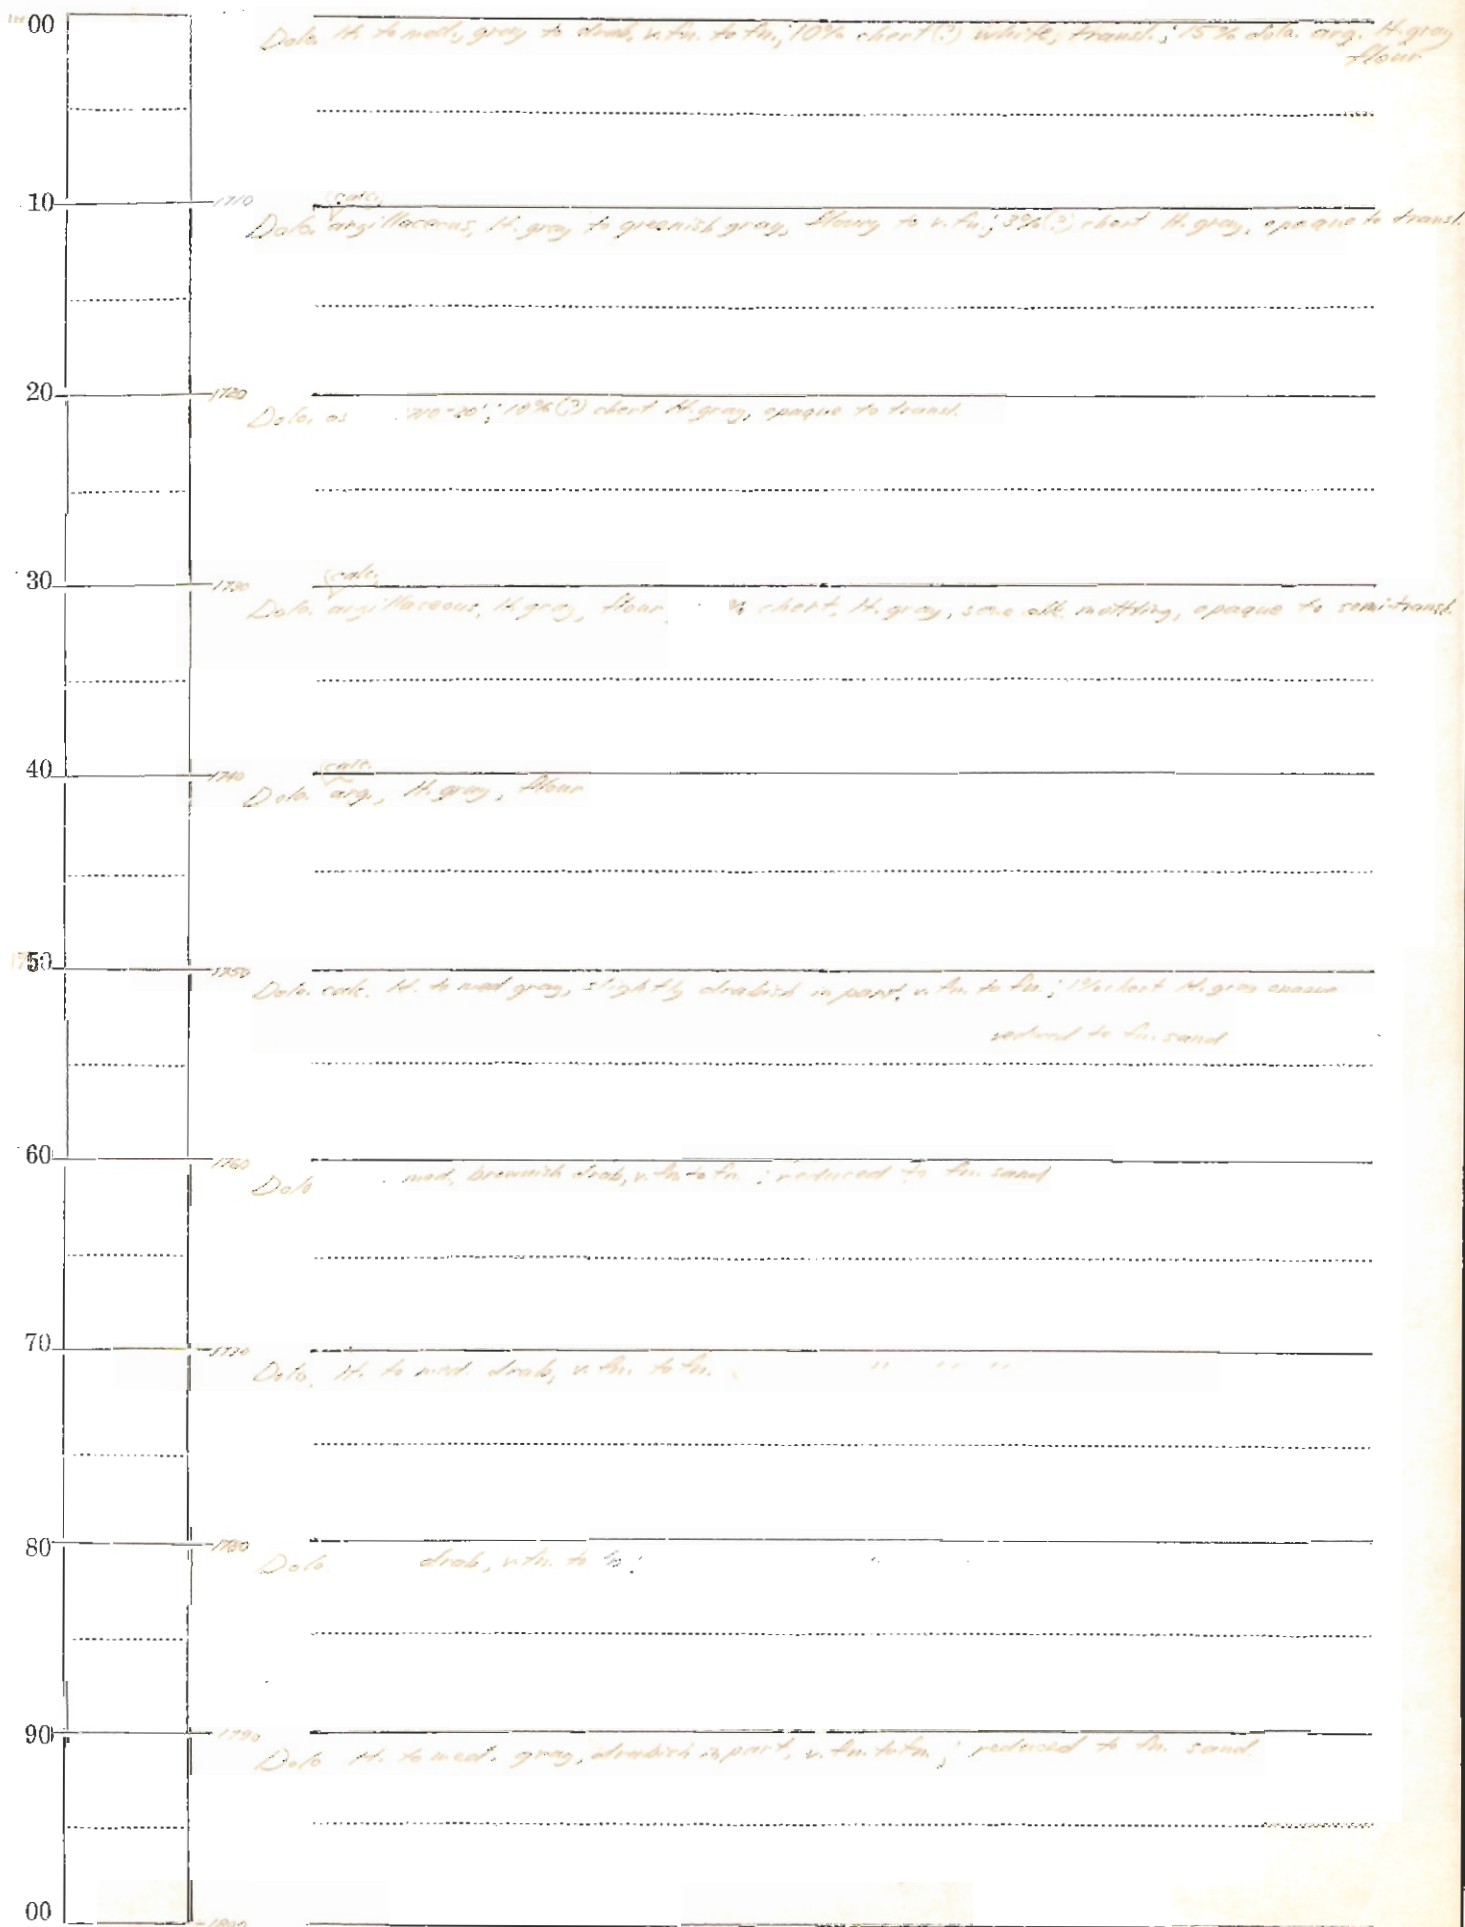 00
Dolo. lt. to med., gray to drab, v. fn. to fn.; 10% chert (?) white, transl.; 15% dolo. arg. lt. gray
flour
10 1710
calc.
Dolo. argillaceous, lt. gray to greenish gray, floury to v. fn.; 3% (?) chert lt. gray, opaque to transl.
20 1720
Dolo. as 1710-20'; 10% (?) chert lt. gray, opaque to transl.
30 1730
calc.
Dolo. argillaceous, lt. gray, flour % chert, lt. gray, some mottling, opaque to semi-transl.
40 1740
calc.
Dolo. arg., lt. gray, flour
1750 1750
Dolo. calc. lt. to med gray, slightly drabish in part, v. fn. to fn.; 1% chert lt. gray opaque
reduced to fn. sand
60 1760
Dolo med, brownish drab, v. fn. to fn.; reduced to fn. sand
70 1770
Dolo. lt. to med. drab, v. fn. to fn. " " "
80 1780
Dolo drab, v. fn. to fn; "
90 1790
Dolo lt. to med. gray, drabish in part, v. fn. to fn.; reduced to fn. sand.
00 1800